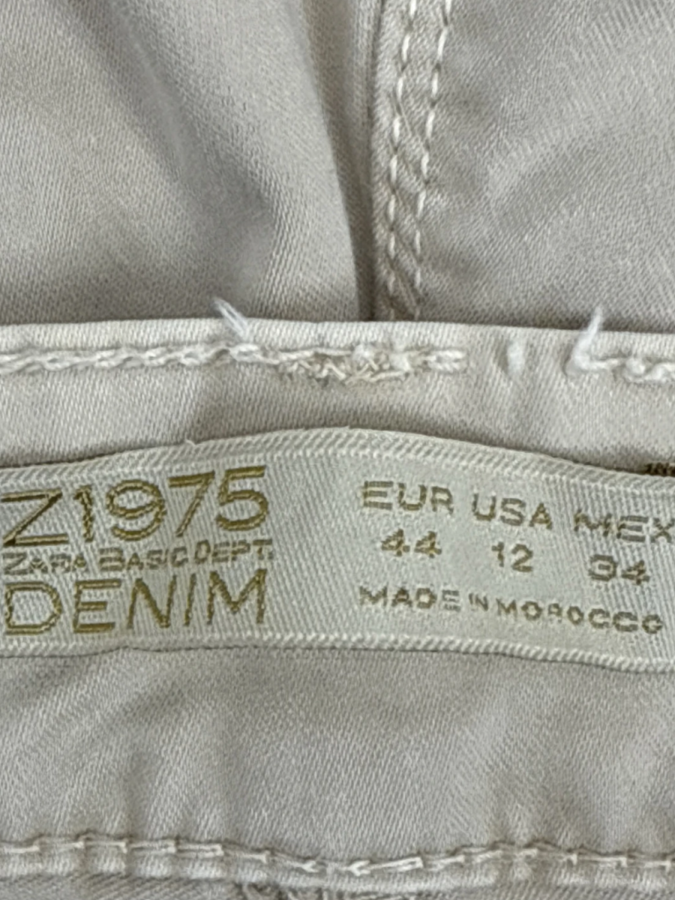 Z1975
ZARA BASIC DEPT.
DENIM
EUR USA MEX
44 12 34
MADE IN MOROCCO